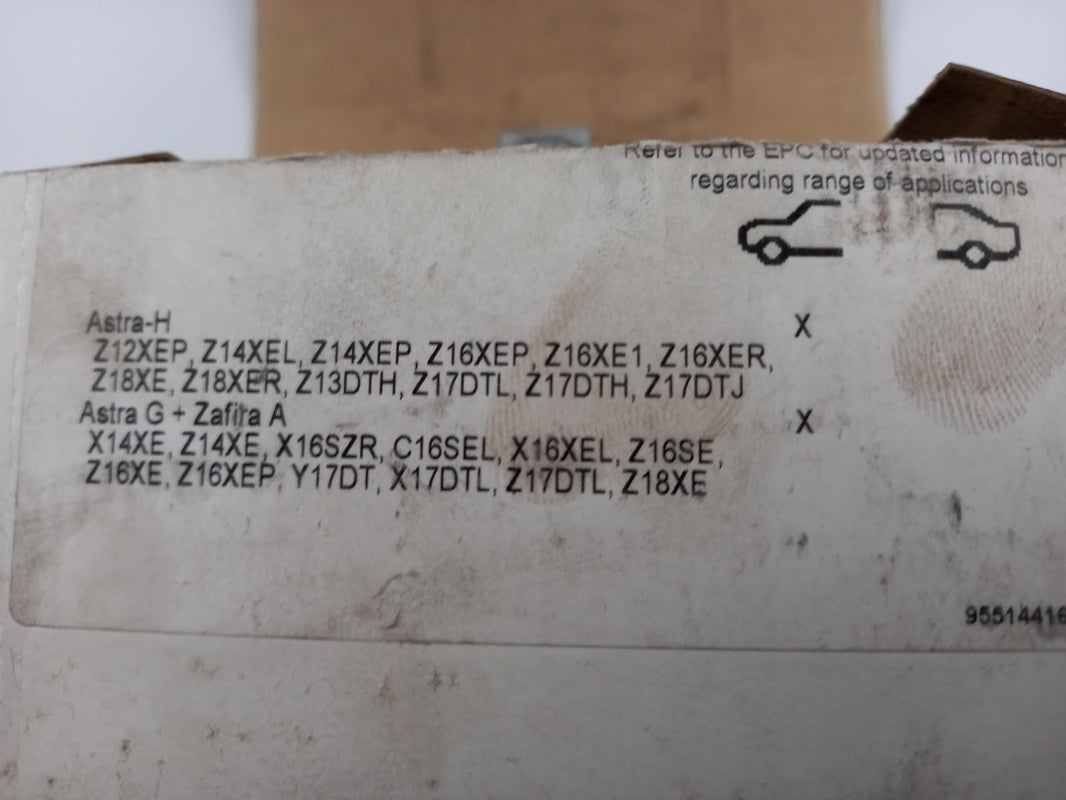 Refer to the EPC for updated information
regarding range of applications
Astra-H X
Z12XEP, Z14XEL, Z14XEP, Z16XEP, Z16XE1, Z16XER,
Z18XE, Z18XER, Z13DTH, Z17DTL, Z17DTH, Z17DTJ
Astra G + Zafira A X
X14XE, Z14XE, X16SZR, C16SEL, X16XEL, Z16SE,
Z16XE, Z16XEP, Y17DT, X17DTL, Z17DTL, Z18XE
95514416